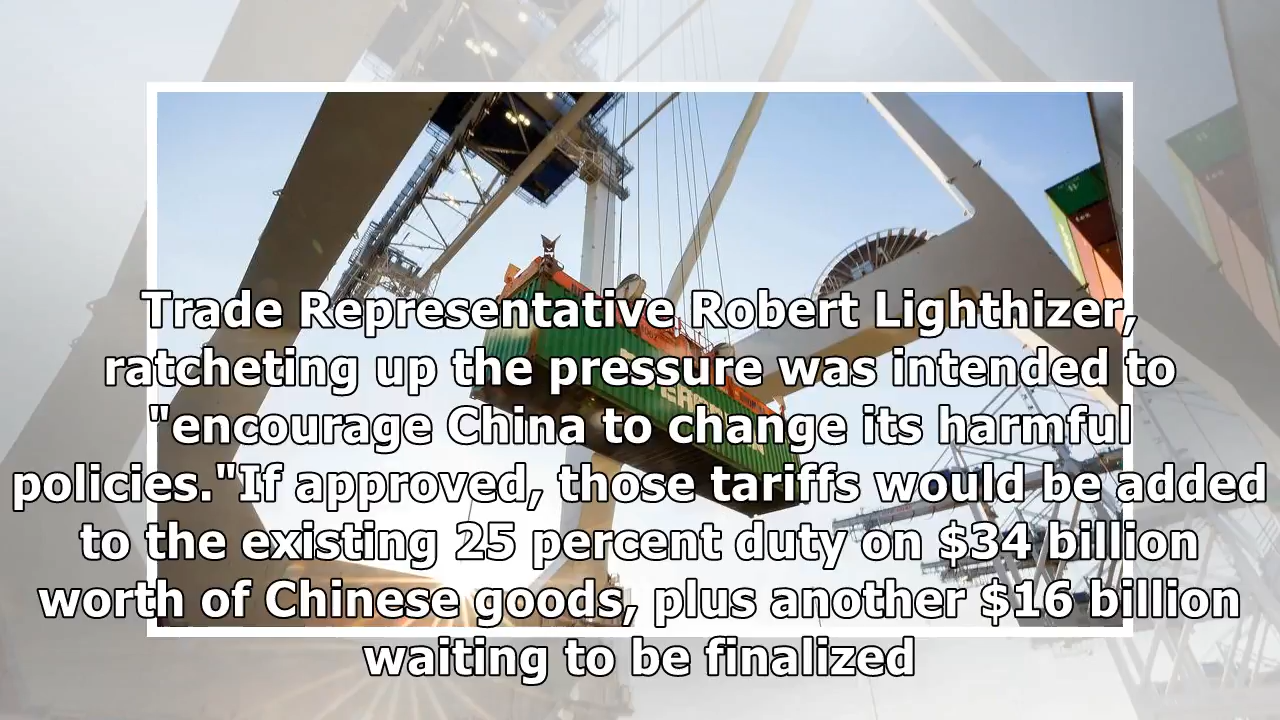 Trade Representative Robert Lighthizer,
ratcheting up the pressure was intended to
"encourage China to change its harmful
policies."If approved, those tariffs would be added
to the existing 25 percent duty on $34 billion
worth of Chinese goods, plus another $16 billion
waiting to be finalized